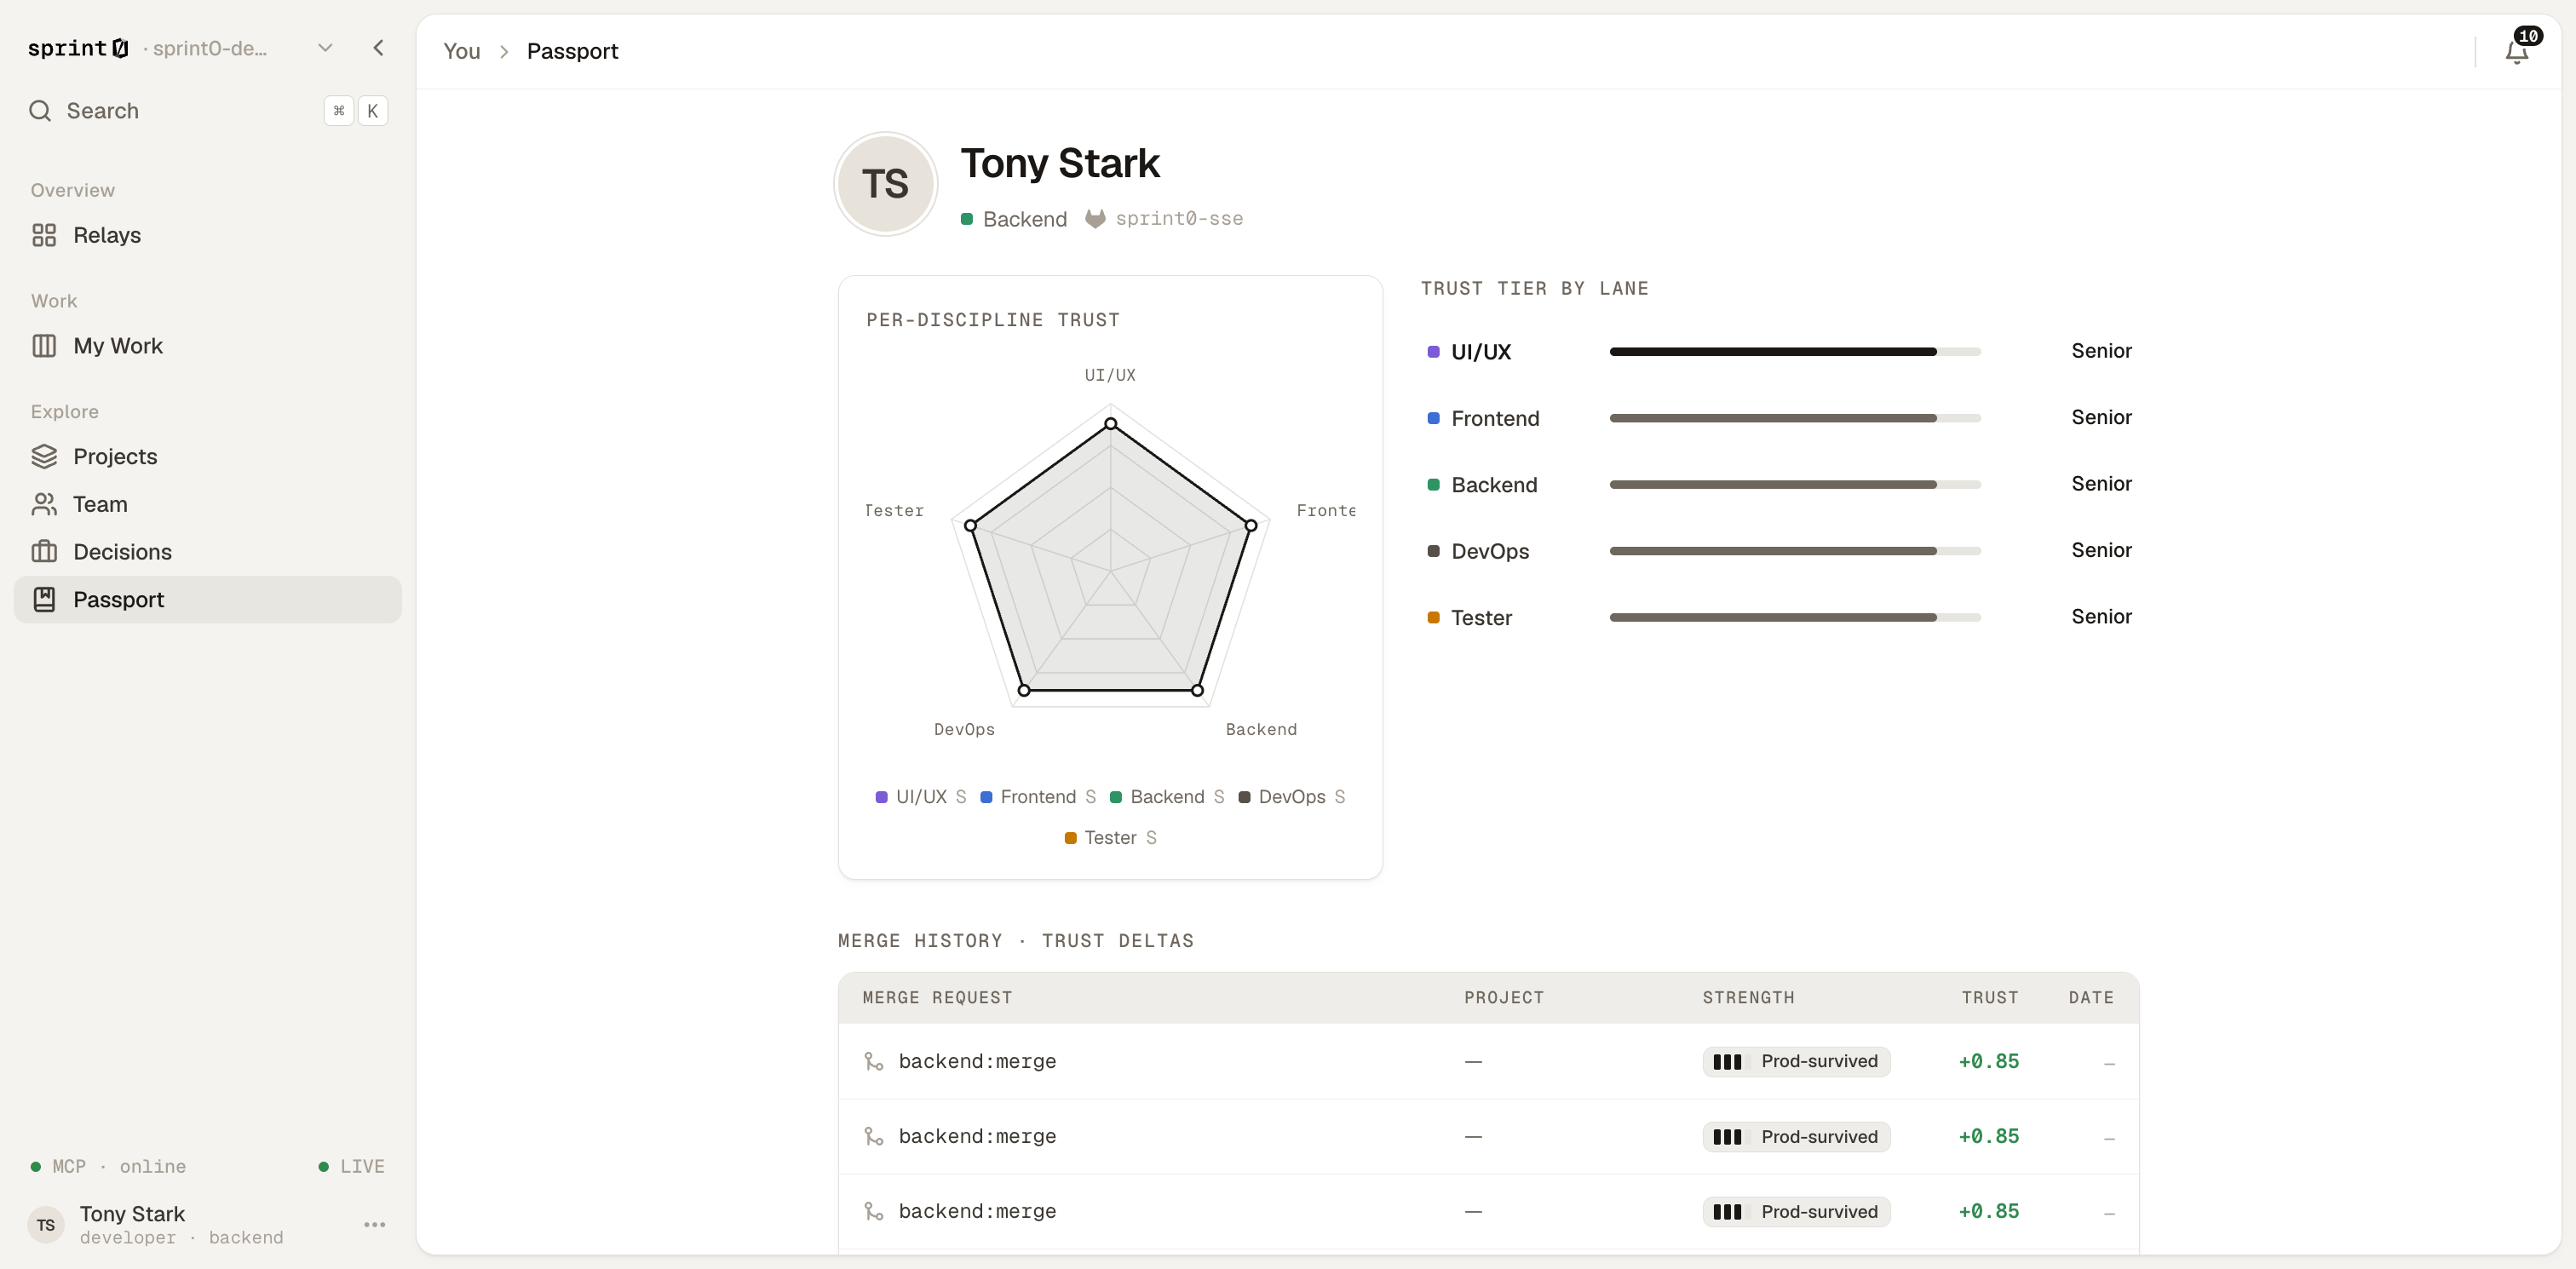 sprint0 · sprint0-de...
Search ⌘ K
Overview
Relays
Work
My Work
Explore
Projects
Team
Decisions
Passport
MCP · online LIVE
TS Tony Stark
developer · backend
You > Passport
10
TS
Tony Stark
Backend sprint0-sse
PER-DISCIPLINE TRUST
UI/UX
Tester Fronte
DevOps Backend
UI/UX S Frontend S Backend S DevOps S
Tester S
TRUST TIER BY LANE
UI/UX Senior
Frontend Senior
Backend Senior
DevOps Senior
Tester Senior
MERGE HISTORY · TRUST DELTAS
MERGE REQUEST PROJECT STRENGTH TRUST DATE
backend:merge — Prod-survived +0.85 –
backend:merge — Prod-survived +0.85 –
backend:merge — Prod-survived +0.85 –